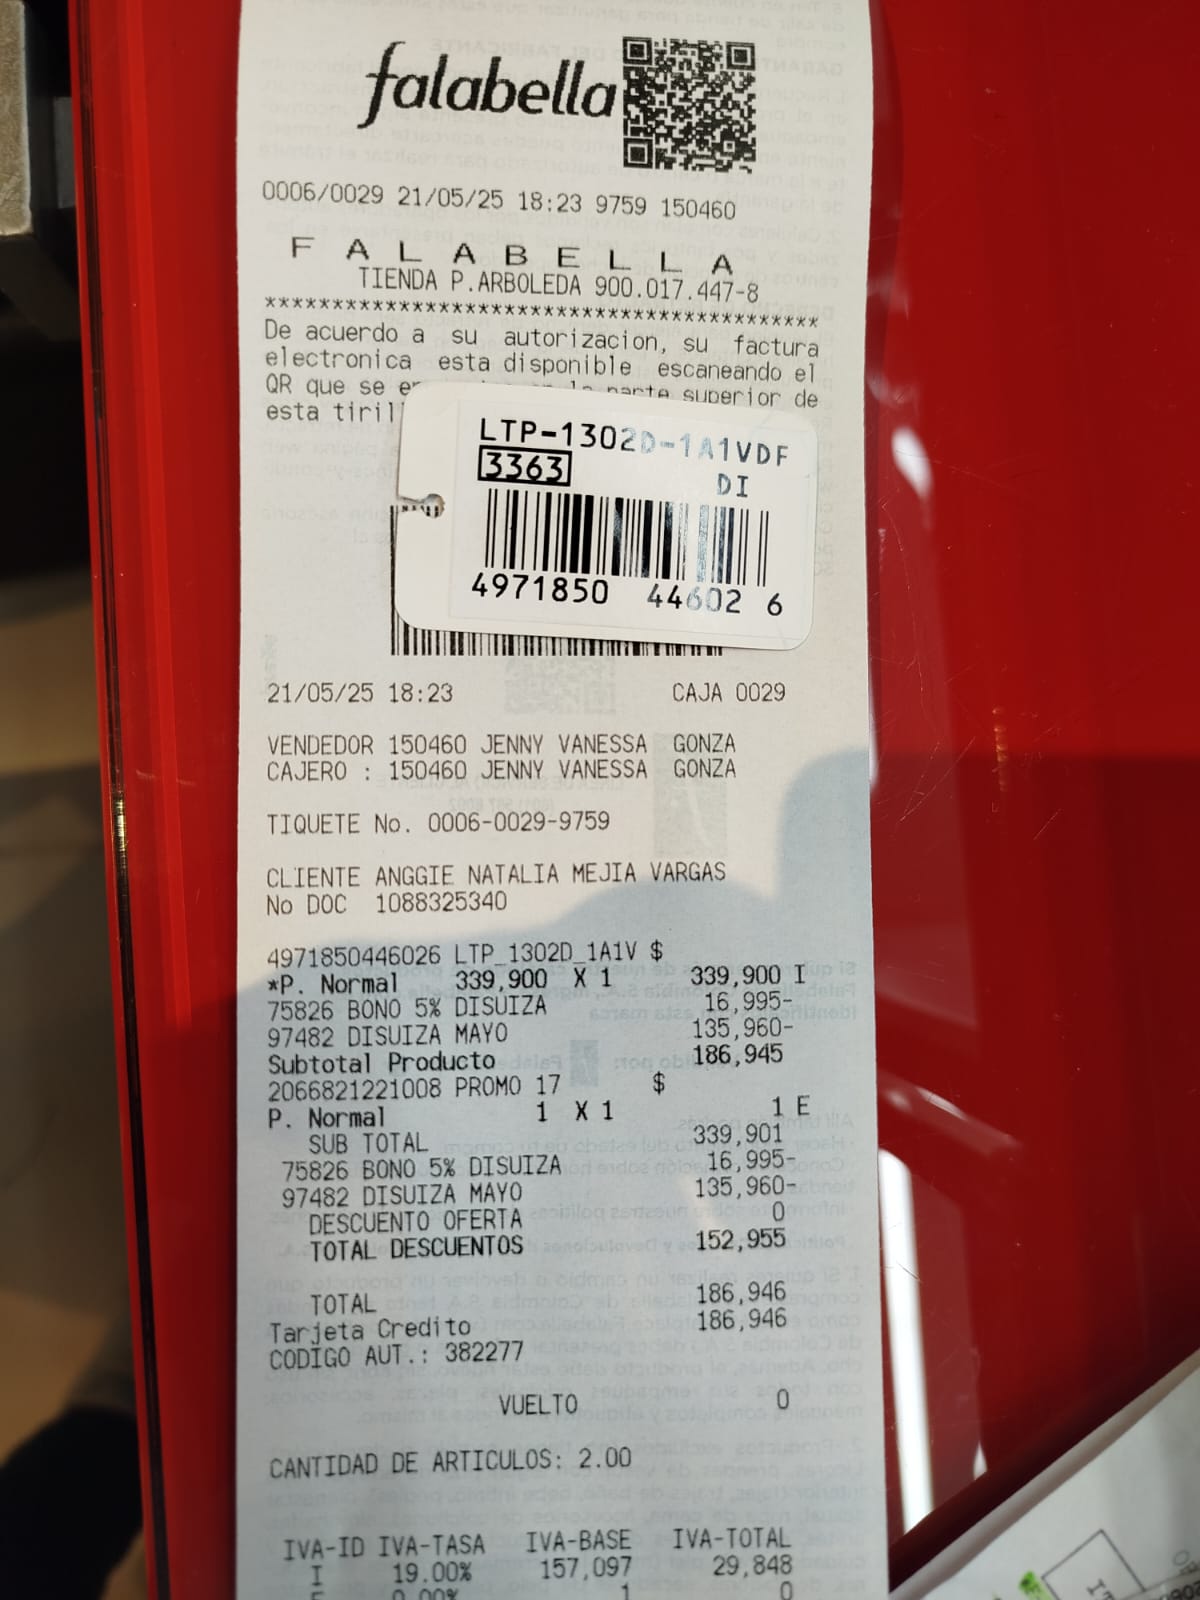 falabella
0006/0029 21/05/25 18:23 9759 150460
F A L A B E L L A
TIENDA P.ARBOLEDA 900.017.447-8
******************************************
De acuerdo a su autorizacion, su factura
electronica esta disponible escaneando el
QR que se parte superior de
esta
LTP-1302D-1A1VDF
3363 DI
4971850 44602 6
21/05/25 18:23 CAJA 0029
VENDEDOR 150460 JENNY VANESSA GONZA
CAJERO : 150460 JENNY VANESSA GONZA
TIQUETE No. 0006-0029-9759
CLIENTE ANGGIE NATALIA MEJIA VARGAS
No DOC 1088325340
4971850446026 LTP_1302D_1A1V $
*P. Normal 339,900 X 1 339,900 I
75826 BONO 5% DISUIZA 16,995-
97482 DISUIZA MAYO 135,960-
Subtotal Producto 186,945
2066821221008 PROMO 17 $
P. Normal 1 X 1 1 E
SUB TOTAL 339,901
75826 BONO 5% DISUIZA 16,995-
97482 DISUIZA MAYO 135,960-
DESCUENTO OFERTA 0
TOTAL DESCUENTOS 152,955
TOTAL 186,946
Tarjeta Credito 186,946
CODIGO AUT.: 382277
VUELTO 0
CANTIDAD DE ARTICULOS: 2.00
IVA-ID IVA-TASA IVA-BASE IVA-TOTAL
I 19.00% 157,097 29,848
0.00% 1 0